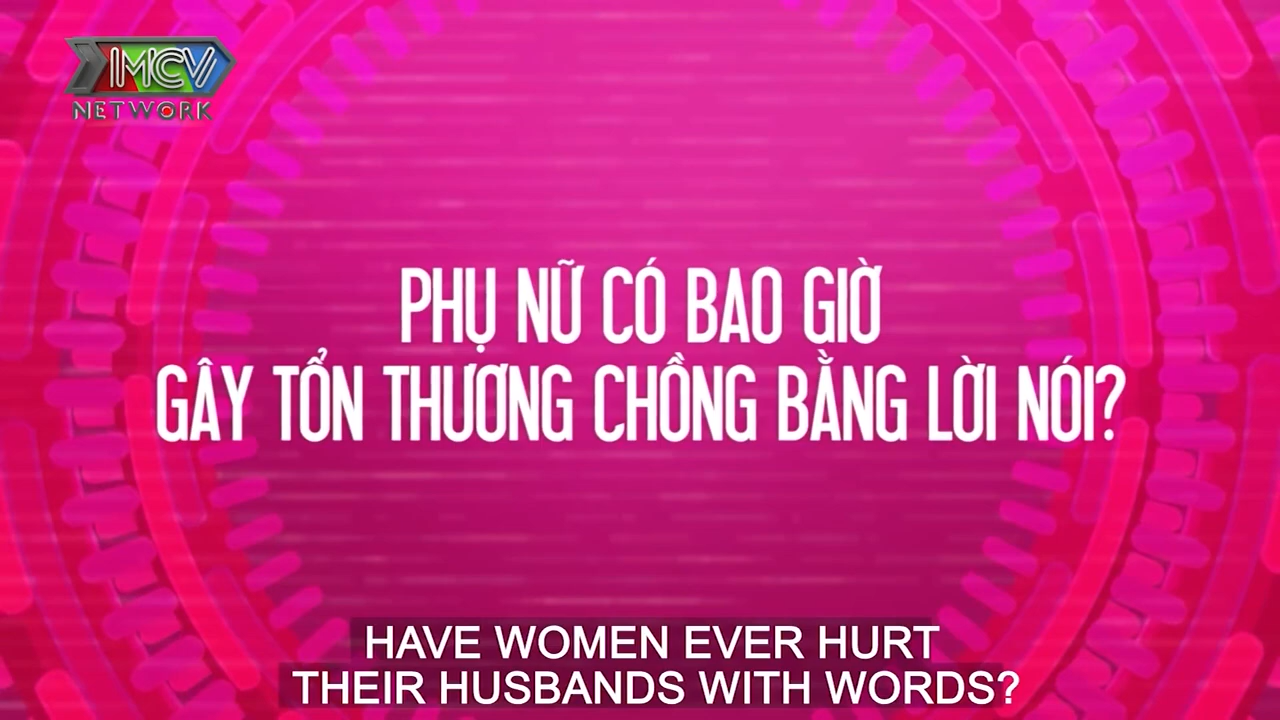 MCV
NETWORK
PHỤ NỮ CÓ BAO GIỜ
GÂY TỔN THƯƠNG CHỒNG BẰNG LỜI NÓI?
HAVE WOMEN EVER HURT
THEIR HUSBANDS WITH WORDS?